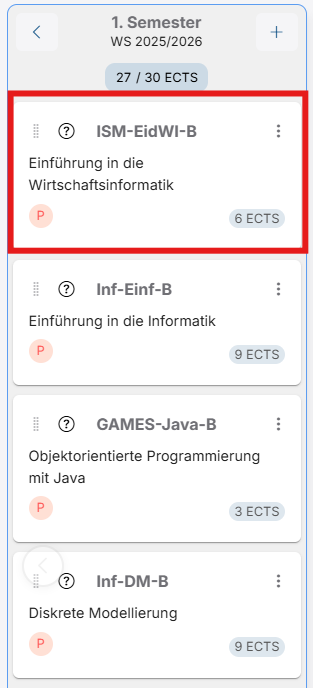 1. Semester
WS 2025/2026
27 / 30 ECTS
ISM-EidWI-B
Einführung in die
Wirtschaftsinformatik
P
6 ECTS
Inf-Einf-B
Einführung in die Informatik
P
9 ECTS
GAMES-Java-B
Objektorientierte Programmierung
mit Java
P
3 ECTS
Inf-DM-B
Diskrete Modellierung
P
9 ECTS